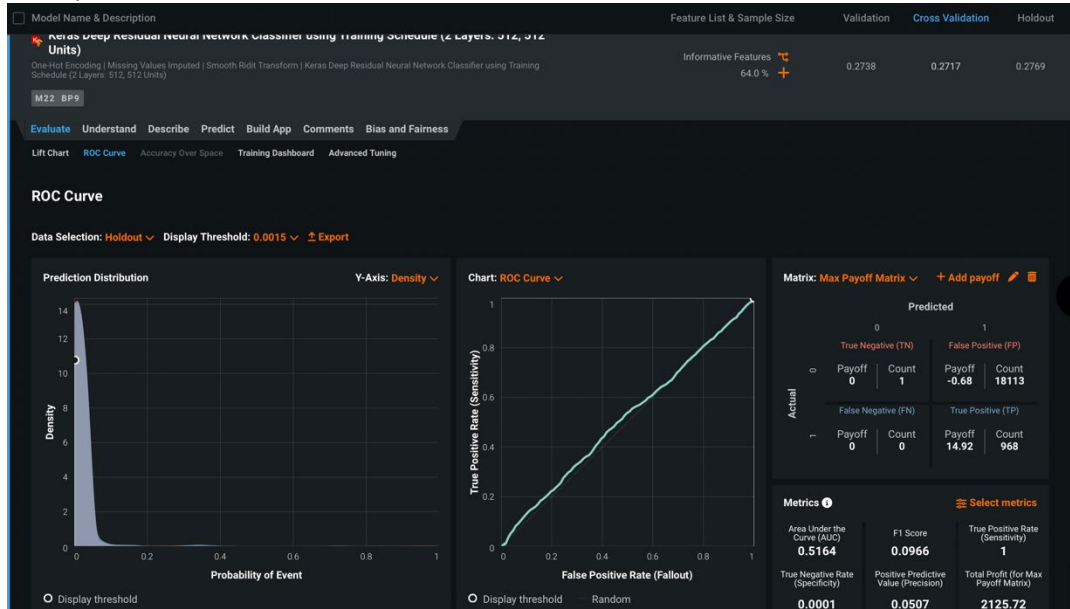 Model Name & Description
Feature List & Sample Size
Validation
Cross Validation
Holdout
Keras Deep Residual Neural Network Classifier using Training Schedule (2 Layers: 512, 512
Units)
One-Hot Encoding | Missing Values Imputed | Smooth Ridit Transform | Keras Deep Residual Neural Network Classifier using Training
Schedule (2 Layers: 512, 512 Units)
Informative Features
64.0 %
0.2738
0.2717
0.2769
M22 BP9
Evaluate Understand Describe Predict Build App Comments Bias and Fairness
Lift Chart ROC Curve Accuracy Over Space Training Dashboard Advanced Tuning
ROC Curve
Data Selection: Holdout Display Threshold: 0.0015 Export
Prediction Distribution
Y-Axis: Density
14
12
10
8
6
4
2
0
Density
0 0.2 0.4 0.6 0.8 1
Probability of Event
Display threshold
Chart: ROC Curve
1
0.8
0.6
0.4
0.2
0
True Positive Rate (Sensitivity)
0 0.2 0.4 0.6 0.8 1
False Positive Rate (Fallout)
Display threshold Random
Matrix: Max Payoff Matrix
+ Add payoff
Predicted
0 1
Actual
True Negative (TN) False Positive (FP)
0
Payoff Count Payoff Count
0 1 -0.68 18113
False Negative (FN) True Positive (TP)
1
Payoff Count Payoff Count
0 0 14.92 968
Metrics
Select metrics
Area Under the
Curve (AUC)
0.5164
F1 Score
0.0966
True Positive Rate
(Sensitivity)
1
True Negative Rate
(Specificity)
0.0001
Positive Predictive
Value (Precision)
0.0507
Total Profit (for Max
Payoff Matrix)
2125.72